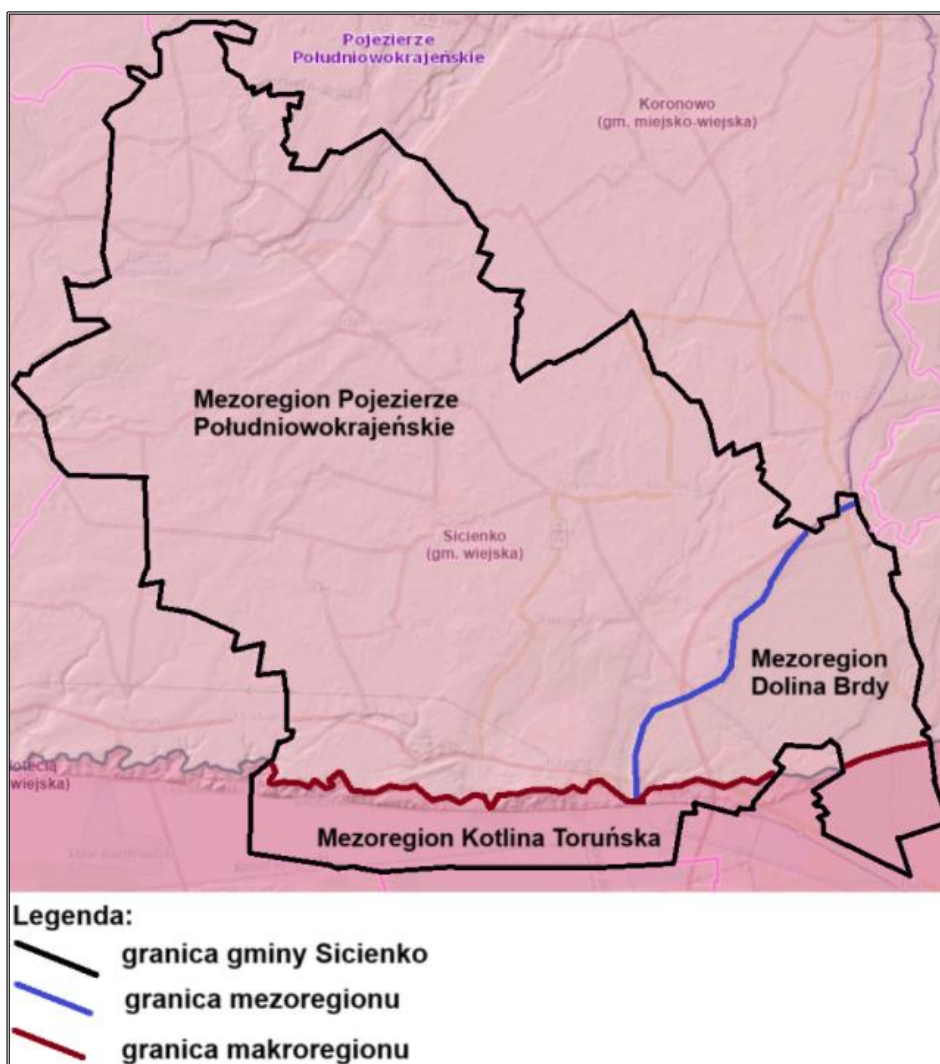 Pojezierze
Południowokrajeńskie
Koronowo
(gm. miejsko-wiejska)
Mezoregion Pojezierze
Południowokrajeńskie
Sicienko
(gm. wiejska)
Mezoregion
Dolina Brdy
wiejska)
Mezoregion Kotlina Toruńska
Legenda:
granica gminy Sicienko
granica mezoregionu
granica makroregionu